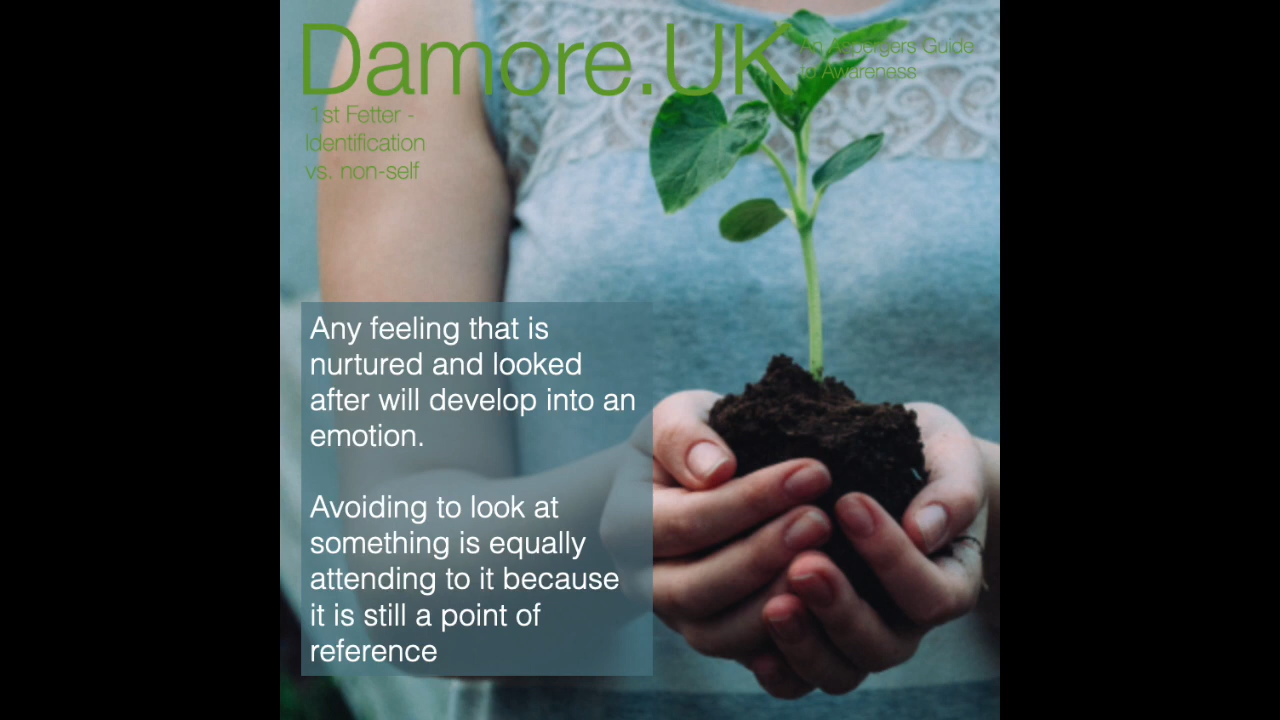 Damore.UK
An Aspergers Guide
to Awareness
1st Fetter -
Identification
vs. non-self
Any feeling that is
nurtured and looked
after will develop into an
emotion.
Avoiding to look at
something is equally
attending to it because
it is still a point of
reference